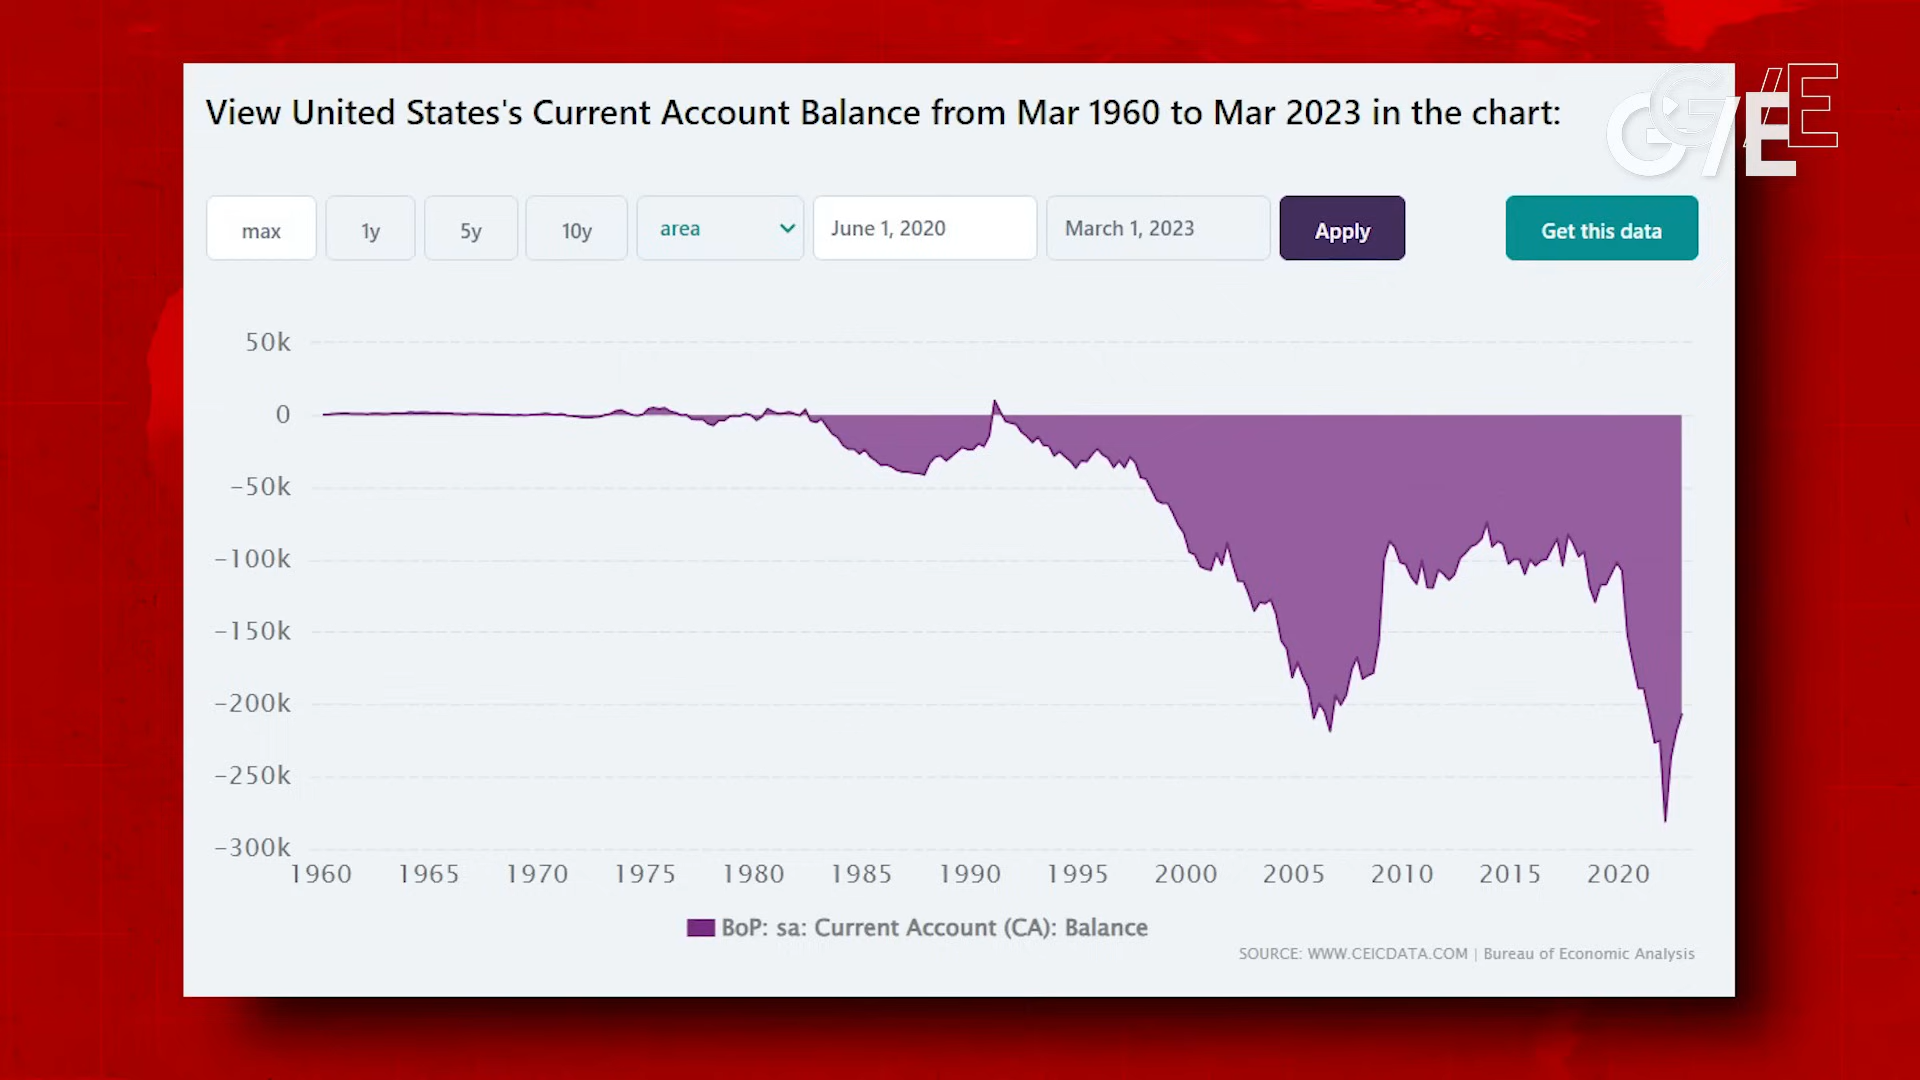 View United States's Current Account Balance from Mar 1960 to Mar 2023 in the chart:
G/E
G/E
max 1y 5y 10y area June 1, 2020 March 1, 2023 Apply Get this data
50k
0
-50k
-100k
-150k
-200k
-250k
-300k
1960 1965 1970 1975 1980 1985 1990 1995 2000 2005 2010 2015 2020
BoP: sa: Current Account (CA): Balance
SOURCE: WWW.CEICDATA.COM | Bureau of Economic Analysis